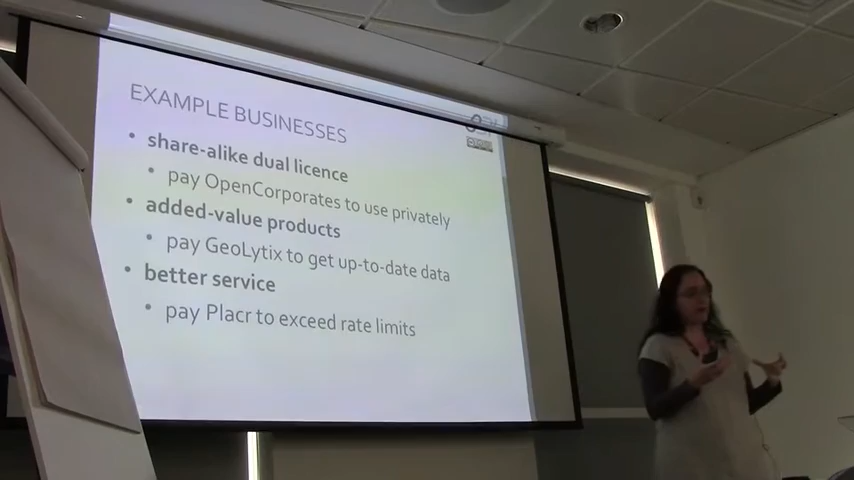 EXAMPLE BUSINESSES
• share-alike dual licence
• pay OpenCorporates to use privately
• added-value products
• pay GeoLytix to get up-to-date data
• better service
• pay Placr to exceed rate limits